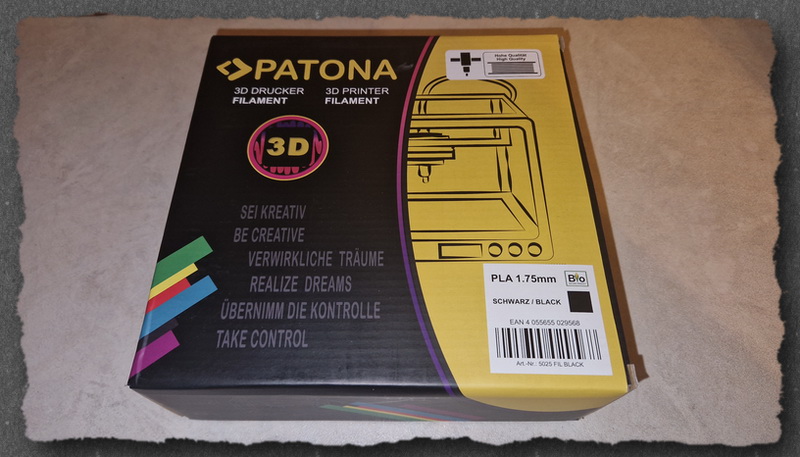 PATONA
3D DRUCKER
FILAMENT
3D PRINTER
FILAMENT
Hohe Qualität
High Quality
3D
SEI KREATIV
BE CREATIVE
VERWIRKLICHE TRÄUME
REALIZE DREAMS
ÜBERNIMM DIE KONTROLLE
TAKE CONTROL
PLA 1.75mm
Bio
SCHWARZ / BLACK
EAN 4 055655 029568
Art.-Nr.: 5025 FIL BLACK